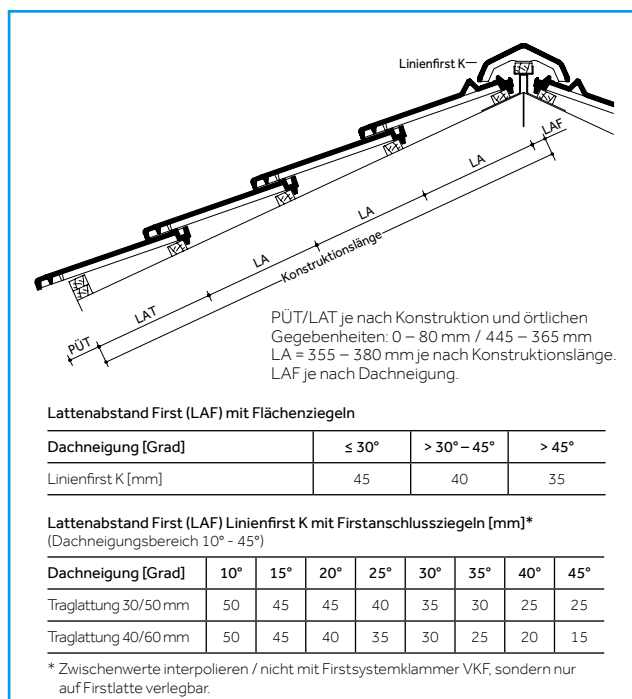 Linienfirst K
LAF
LA
LA
LA
Konstruktionslänge
LAT
PÜT
PÜT/LAT je nach Konstruktion und örtlichen
Gegebenheiten: 0 – 80 mm / 445 – 365 mm
LA = 355 – 380 mm je nach Konstruktionslänge.
LAF je nach Dachneigung.
Lattenabstand First (LAF) mit Flächenziegeln
Dachneigung [Grad] ≤ 30° > 30° – 45° > 45°
Linienfirst K [mm] 45 40 35
Lattenabstand First (LAF) Linienfirst K mit Firstanschlussziegeln [mm]*
(Dachneigungsbereich 10° - 45°)
Dachneigung [Grad] 10° 15° 20° 25° 30° 35° 40° 45°
Traglattung 30/50 mm 50 45 45 40 35 30 25 25
Traglattung 40/60 mm 50 45 40 35 30 25 20 15
* Zwischenwerte interpolieren / nicht mit Firstsystemklammer VKF, sondern nur
auf Firstlatte verlegbar.